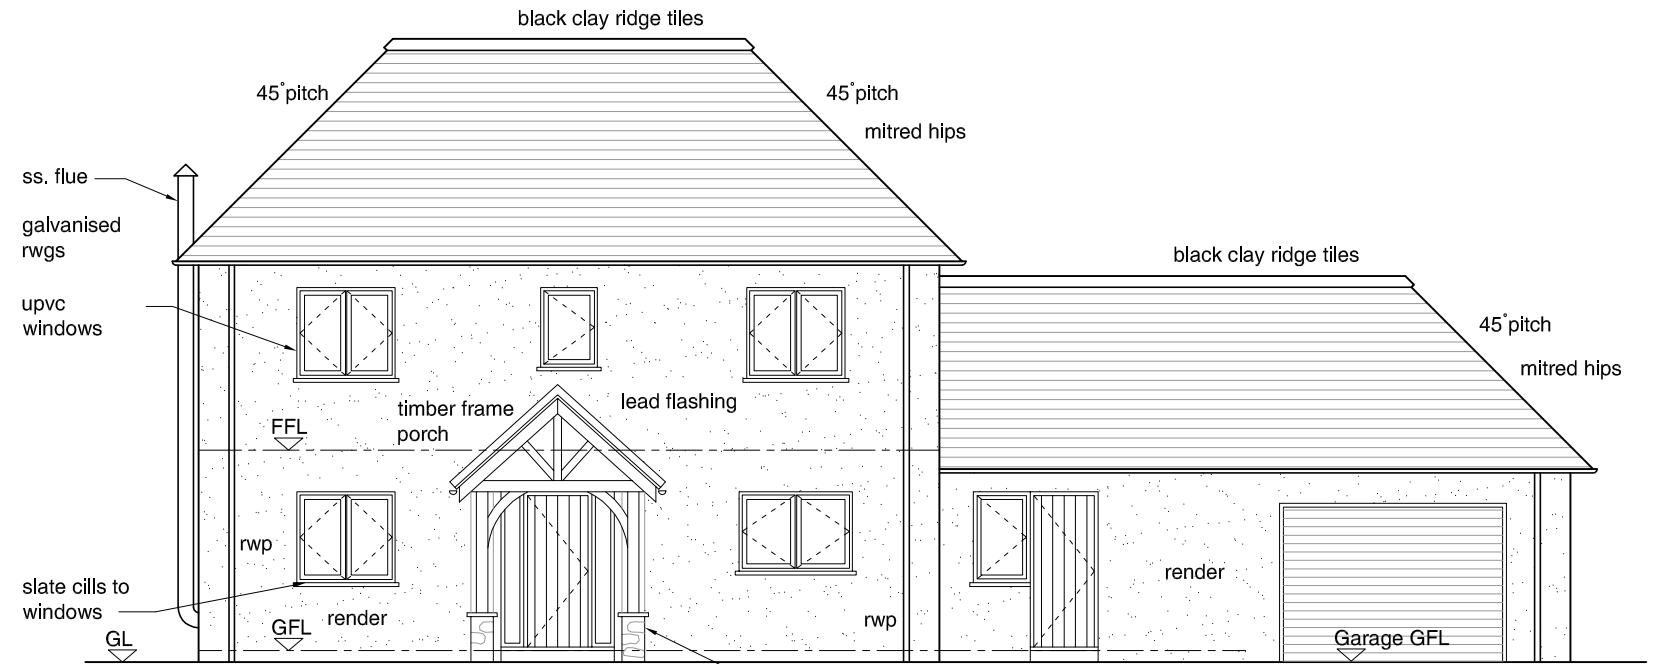 black clay ridge tiles
45°pitch
45°pitch
mitred hips
ss. flue
galvanised
rwgs
black clay ridge tiles
upvc
windows
45°pitch
mitred hips
timber frame
porch
lead flashing
FFL
rwp
slate cills to
windows
render
render
rwp
GFL
GL
Garage GFL